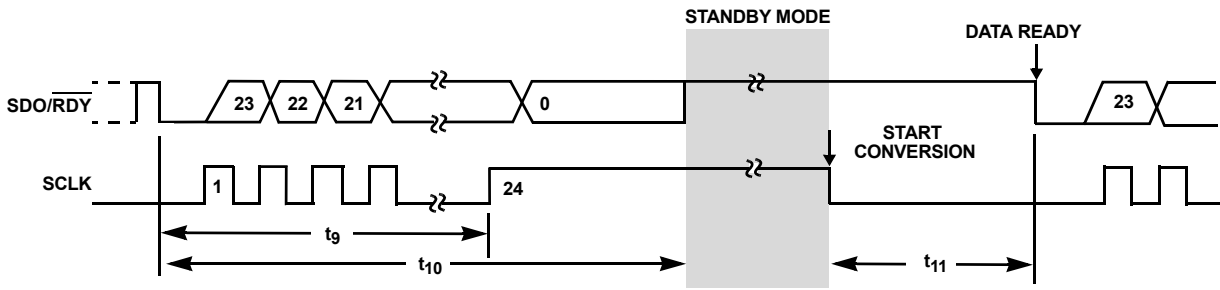 STANDBY MODE
DATA READY
SDO/RDY
23
22
21
0
23
START
CONVERSION
SCLK
1
24
t9
t10
t11